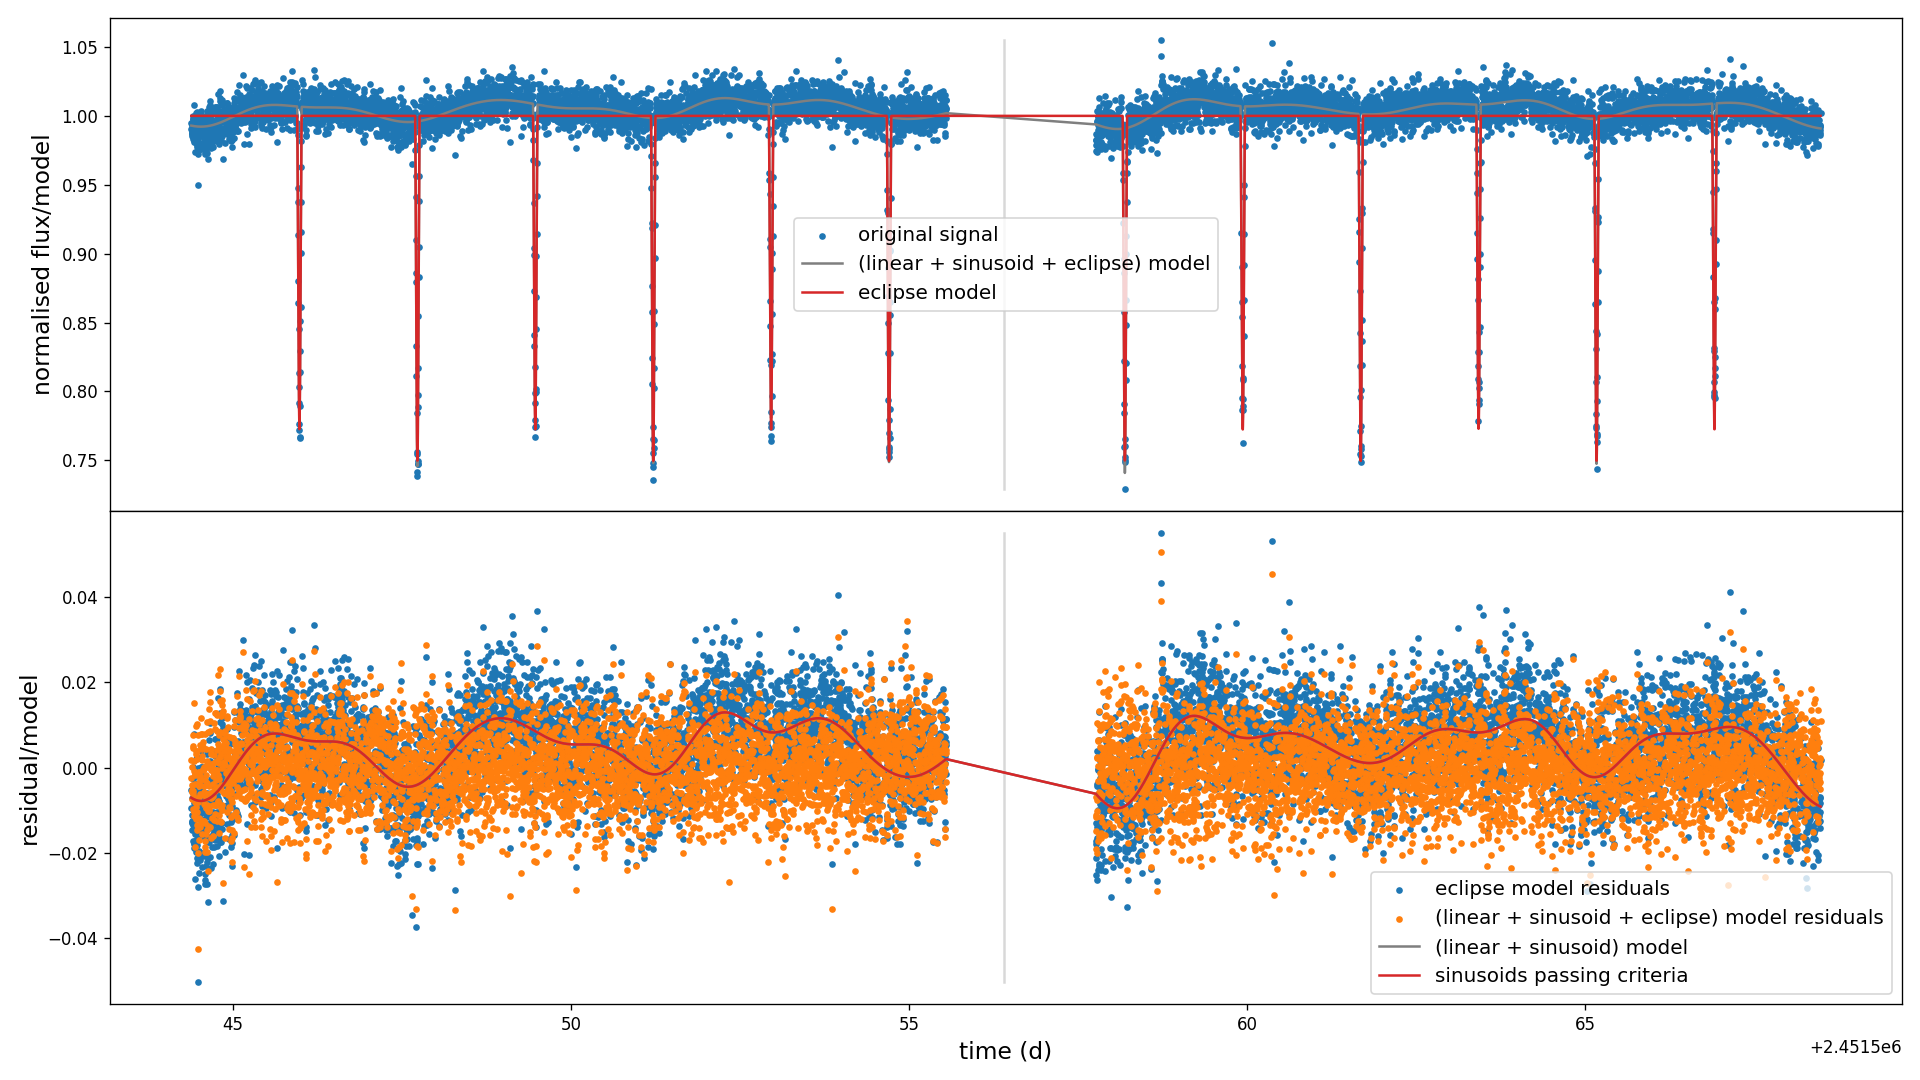 normalised flux/model
1.05
1.00
0.95
0.90
0.85
0.80
0.75
original signal
(linear + sinusoid + eclipse) model
eclipse model
residual/model
0.04
0.02
0.00
−0.02
−0.04
eclipse model residuals
(linear + sinusoid + eclipse) model residuals
(linear + sinusoid) model
sinusoids passing criteria
45 50 55 60 65
time (d)
+2.4515e6